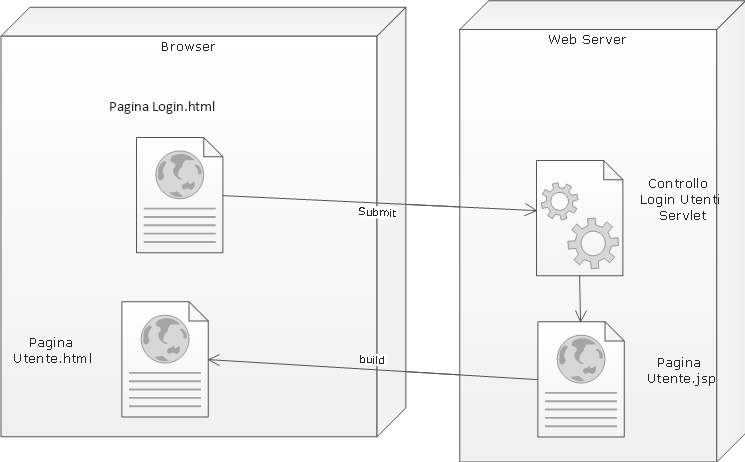 Browser
Web Server
Pagina Login.html
Controllo
Login Utenti
Servlet
Submit
Pagina
Utente.html
build
Pagina
Utente.jsp